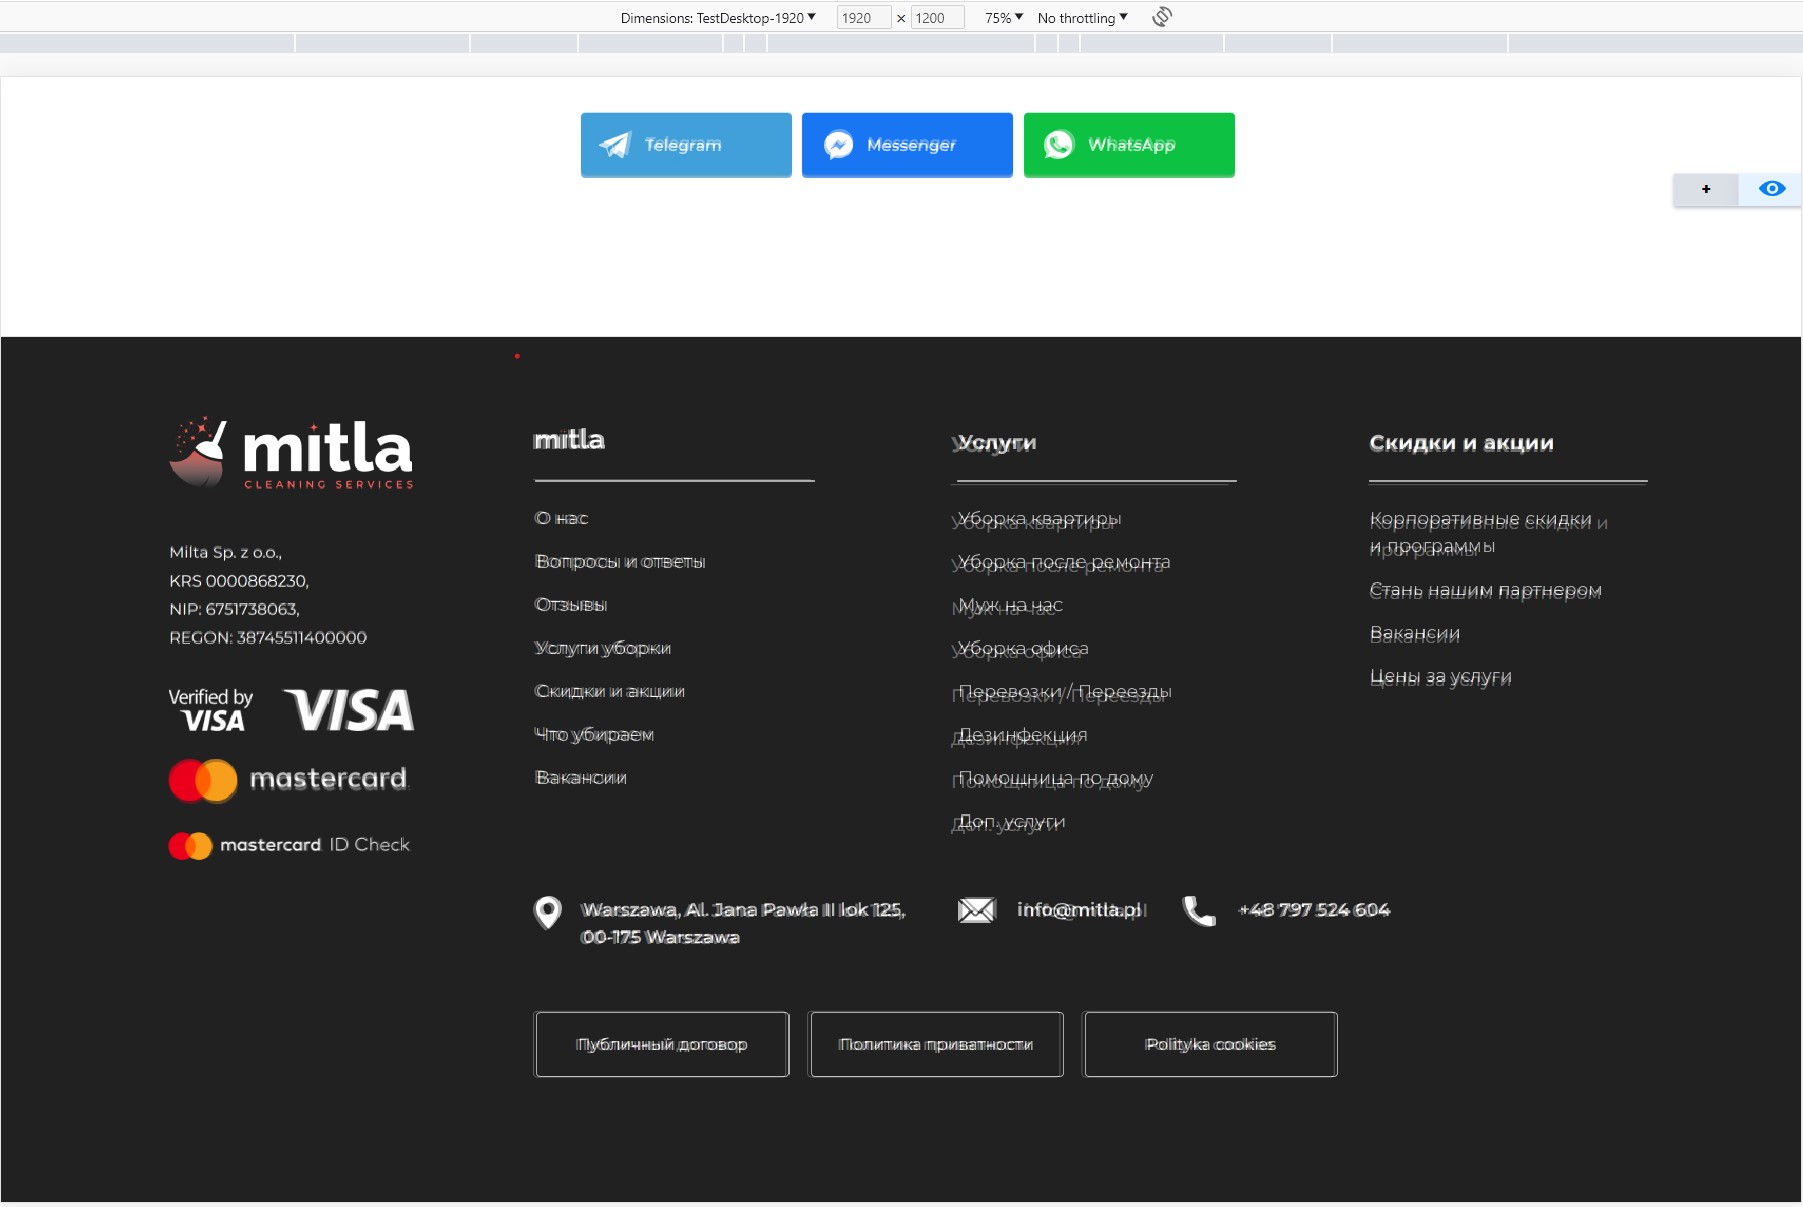 Dimensions: TestDesktop-1920 ▼ 1920 × 1200 75% ▼ No throttling ▼
Telegram
Messenger
WhatsApp
+
mitla
CLEANING SERVICES
Milta Sp. z o.o.,
KRS 0000868230,
NIP: 6751738063,
REGON: 38745511400000
Verified by
VISA
VISA
mastercard.
mastercard ID Check
mitla
О нас
Вопросы и ответы
Отзывы
Услуги уборки
Скидки и акции
Что убираем
Вакансии
Услуги
Уборка квартиры
Уборка после ремонта
Муж на час
Уборка офиса
Перевозки / Переезды
Дезинфекция
Помощница по дому
Доп. услуги
Скидки и акции
Корпоративные скидки
и программы
Стань нашим партнером
Вакансии
Цены за услуги
Warszawa, Al. Jana Pawła II lok 125,
00-175 Warszawa
info@mitla.pl
+48 797 524 604
Публичный договор
Политика приватности
Polityka cookies